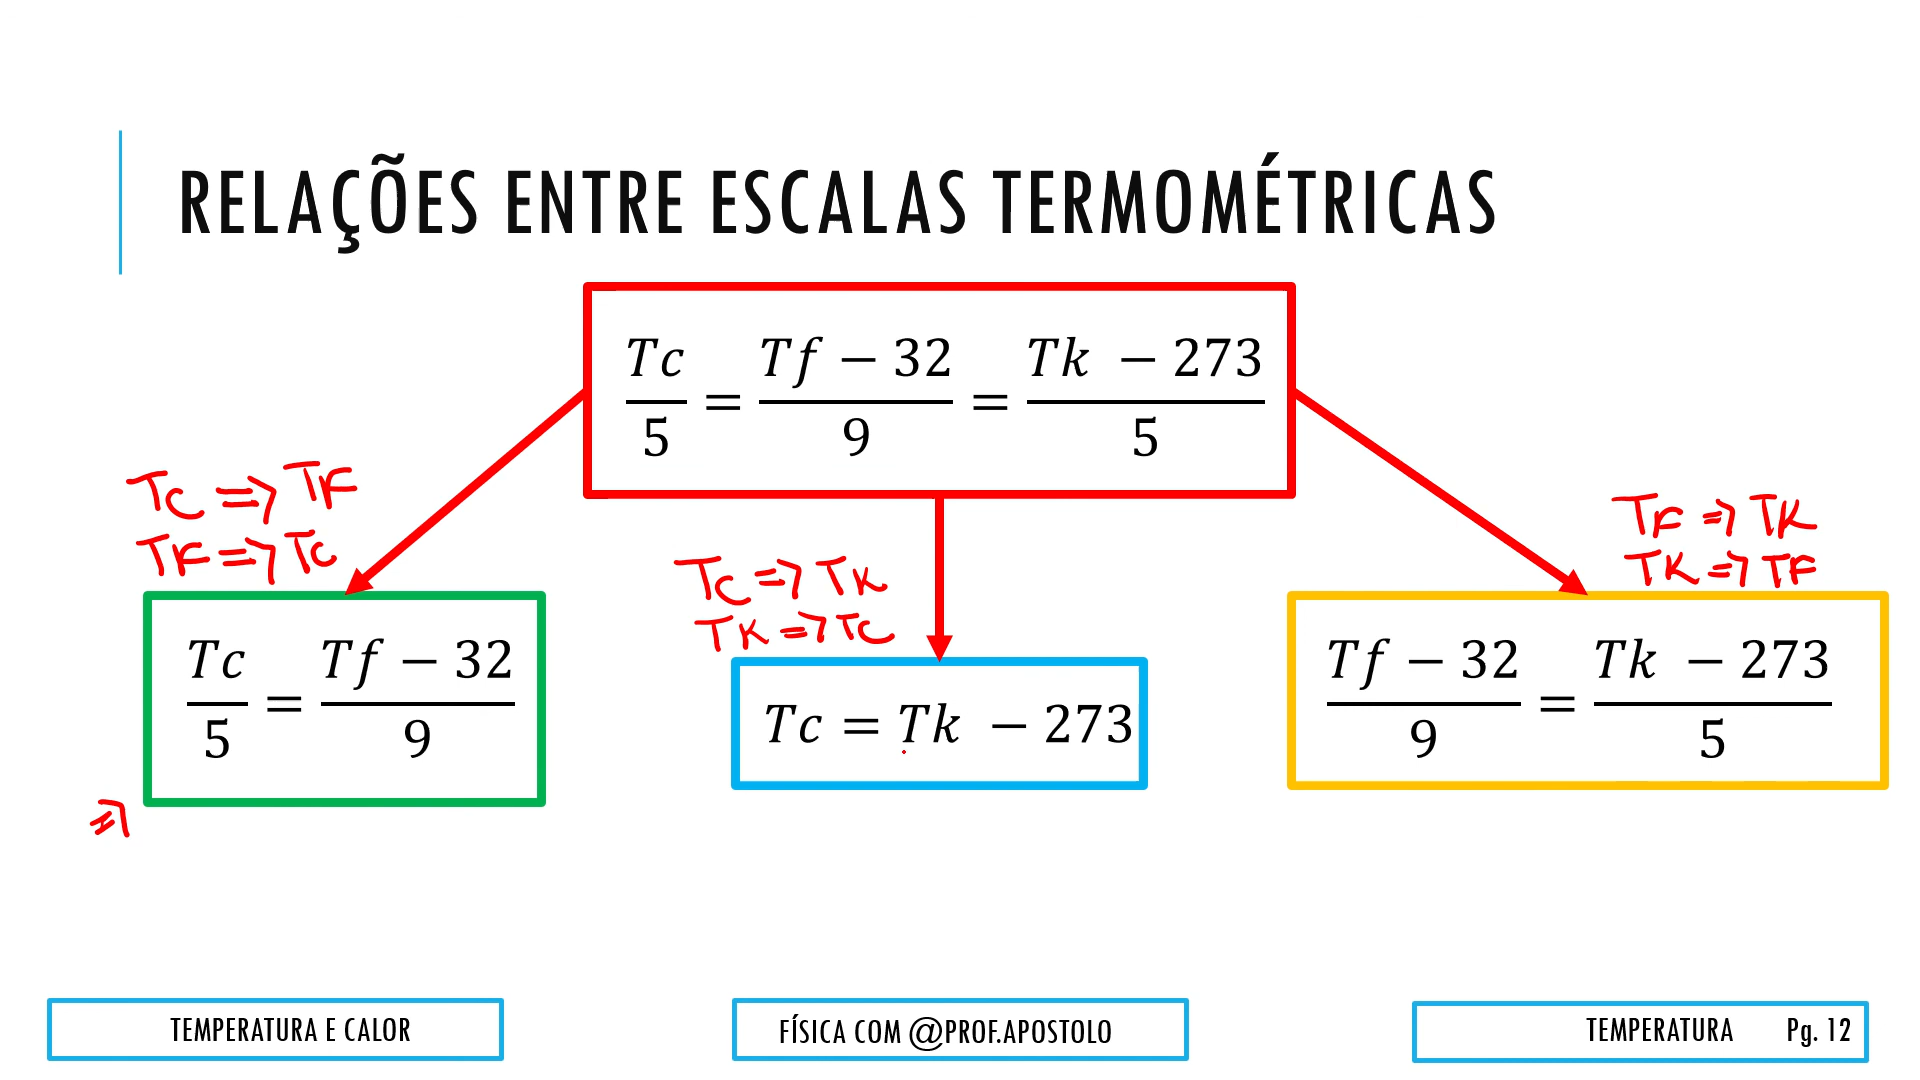 RELAÇÕES ENTRE ESCALAS TERMOMÉTRICAS
Tc/5 = Tf − 32/9 = Tk − 273/5
Tc => TF
TF => Tc
Tc => TK
TK => Tc
TF => TK
TK => TF
Tc/5 = Tf − 32/9
Tc = Tk − 273
Tf − 32/9 = Tk − 273/5
=>
TEMPERATURA E CALOR
FÍSICA COM @PROF.APOSTOLO
TEMPERATURA Pg. 12